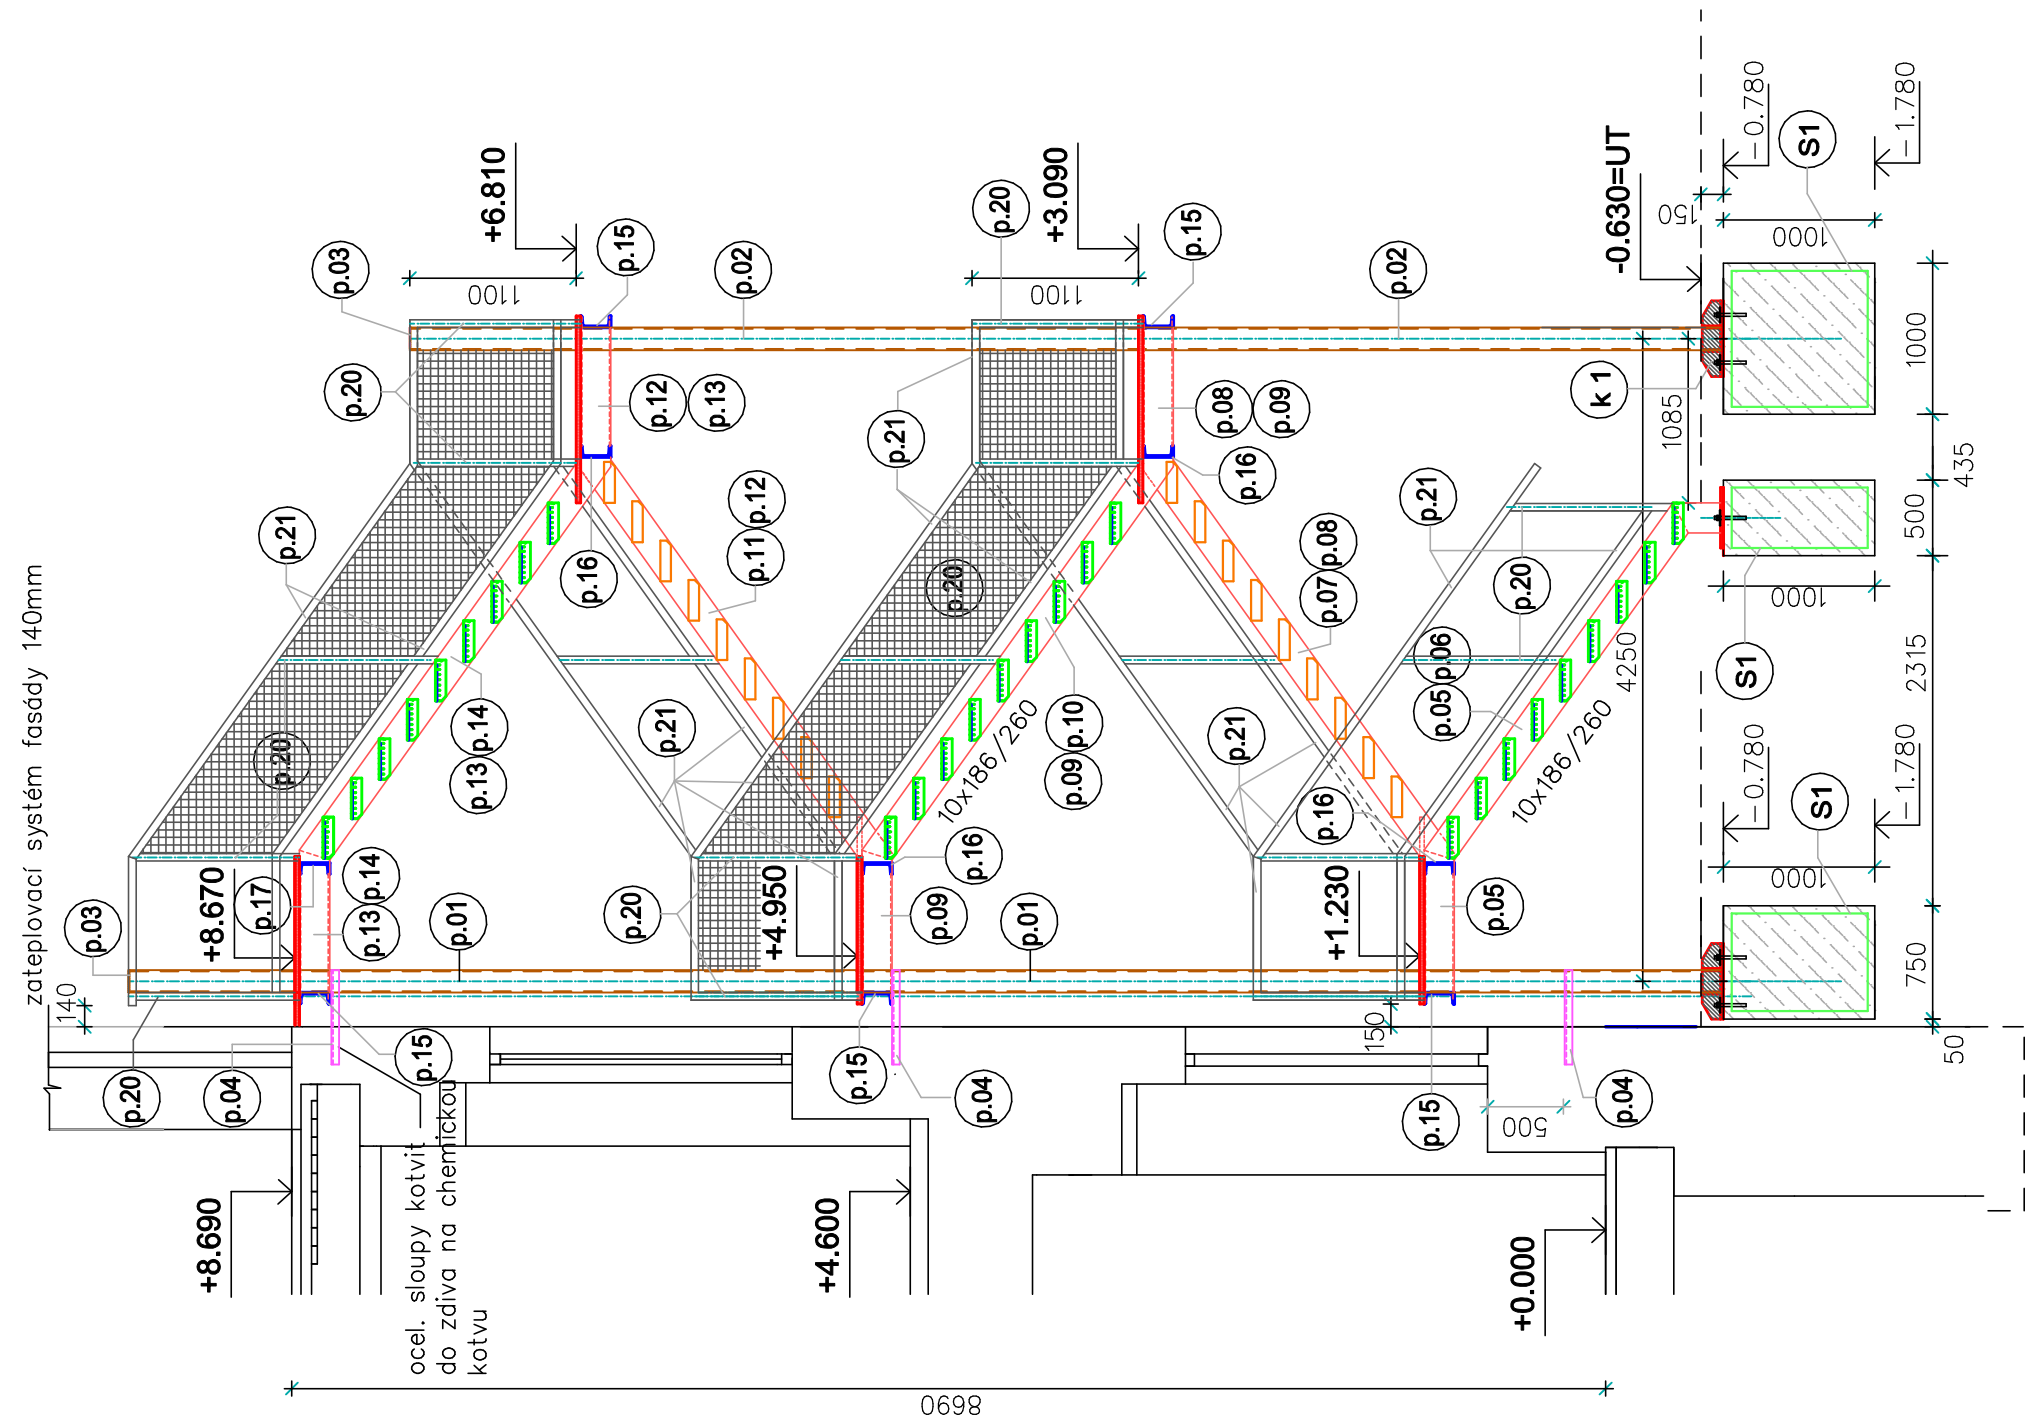 zateplovací systém fasády 140mm
140
p.03
p.20
p.04
+8.690
ocel. sloupy kotvit
do zdiva na chemickou
kotvu
p.15
p.17
+8.670
p.13
p.14
p.01
p.20
p.21
p.13
p.14
p.20
p.03
1100
+6.810
p.15
p.02
p.12
p.13
p.16
p.11
p.12
p.21
p.20
+4.950
p.09
p.16
p.01
p.15
p.04
+4.600
10x186/260
p.09
p.10
p.20
p.21
p.20
1100
+3.090
p.15
p.02
p.08
p.09
p.16
p.07
p.08
p.21
p.16
+1.230
p.05
150
p.15
p.04
500
+0.000
8690
10x186/260
p.05
p.06
p.20
p.21
4250
1085
k 1
-0.630=UT
150
-0.780
-1.780
S1
1000
1000
S1
-0.780
-1.780
S1
1000
50
750
2315
500
435
1000